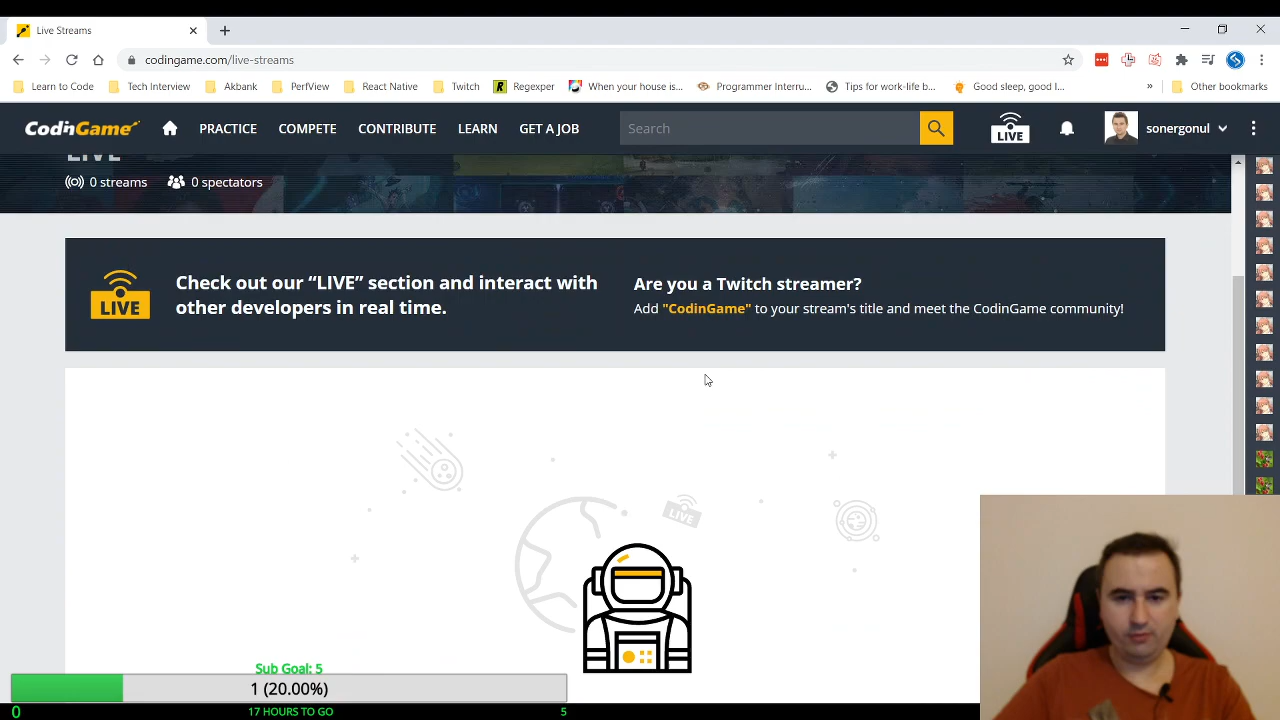 Live Streams
codingame.com/live-streams
Learn to Code Tech Interview Akbank PerfView React Native Twitch Regexper When your house is... Programmer Interru... Tips for work-life b... Good sleep, good l... » Other bookmarks
CODINGAME PRACTICE COMPETE CONTRIBUTE LEARN GET A JOB Search LIVE sonergonul
LIVE
0 streams 0 spectators
LIVE
Check out our “LIVE” section and interact with
other developers in real time.
Are you a Twitch streamer?
Add "CodinGame" to your stream's title and meet the CodinGame community!
LIVE
Sub Goal: 5
1 (20.00%)
0 17 HOURS TO GO 5